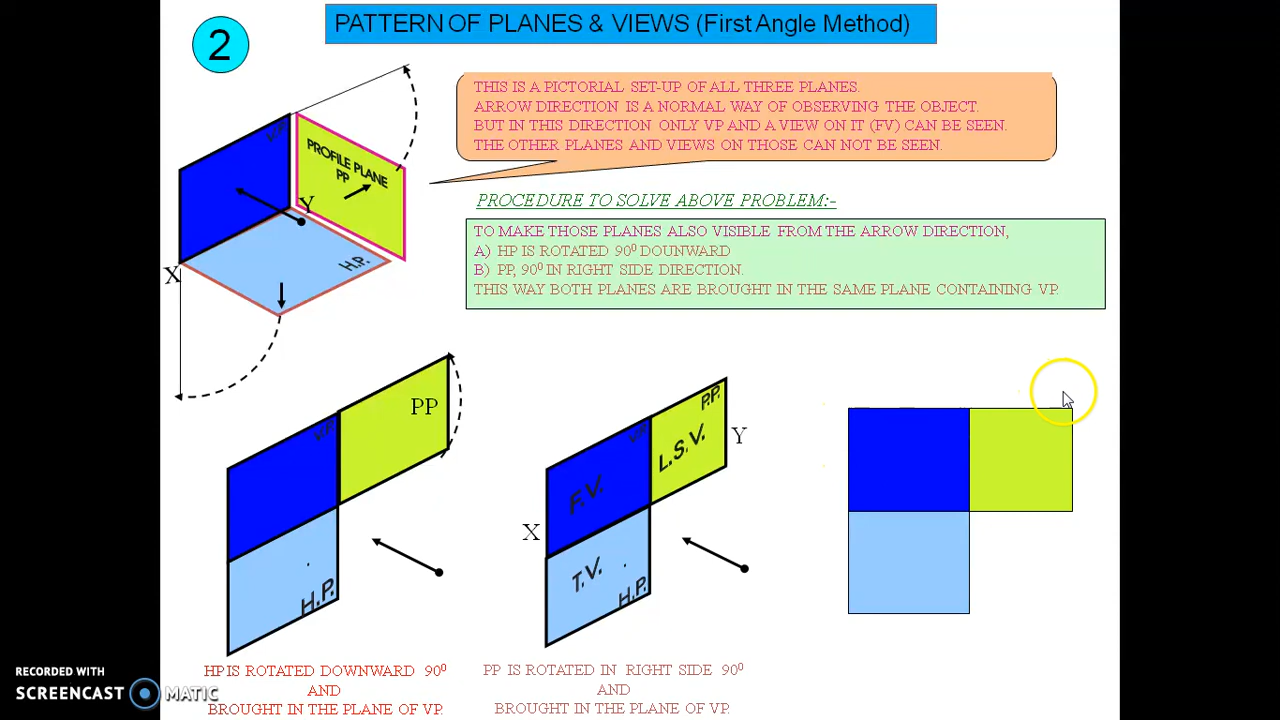 PATTERN OF PLANES & VIEWS (First Angle Method)
2
THIS IS A PICTORIAL SET-UP OF ALL THREE PLANES.
ARROW DIRECTION IS A NORMAL WAY OF OBSERVING THE OBJECT.
BUT IN THIS DIRECTION ONLY VP AND A VIEW ON IT (FV) CAN BE SEEN.
THE OTHER PLANES AND VIEWS ON THOSE CAN NOT BE SEEN.
V.P.
PROFILE PLANE
PP
Y
X
H.P.
PROCEDURE TO SOLVE ABOVE PROBLEM:-
TO MAKE THOSE PLANES ALSO VISIBLE FROM THE ARROW DIRECTION,
A) HP IS ROTATED 90⁰ DOUNWARD
B) PP, 90⁰ IN RIGHT SIDE DIRECTION.
THIS WAY BOTH PLANES ARE BROUGHT IN THE SAME PLANE CONTAINING VP.
V.P.
PP
H.P.
HP IS ROTATED DOWNWARD 90⁰
AND
BROUGHT IN THE PLANE OF VP.
V.P.
P.P.
L.S.V.
Y
F.V.
X
T.V.
H.P.
PP IS ROTATED IN RIGHT SIDE 90⁰
AND
BROUGHT IN THE PLANE OF VP.
RECORDED WITH
SCREENCAST MATIC